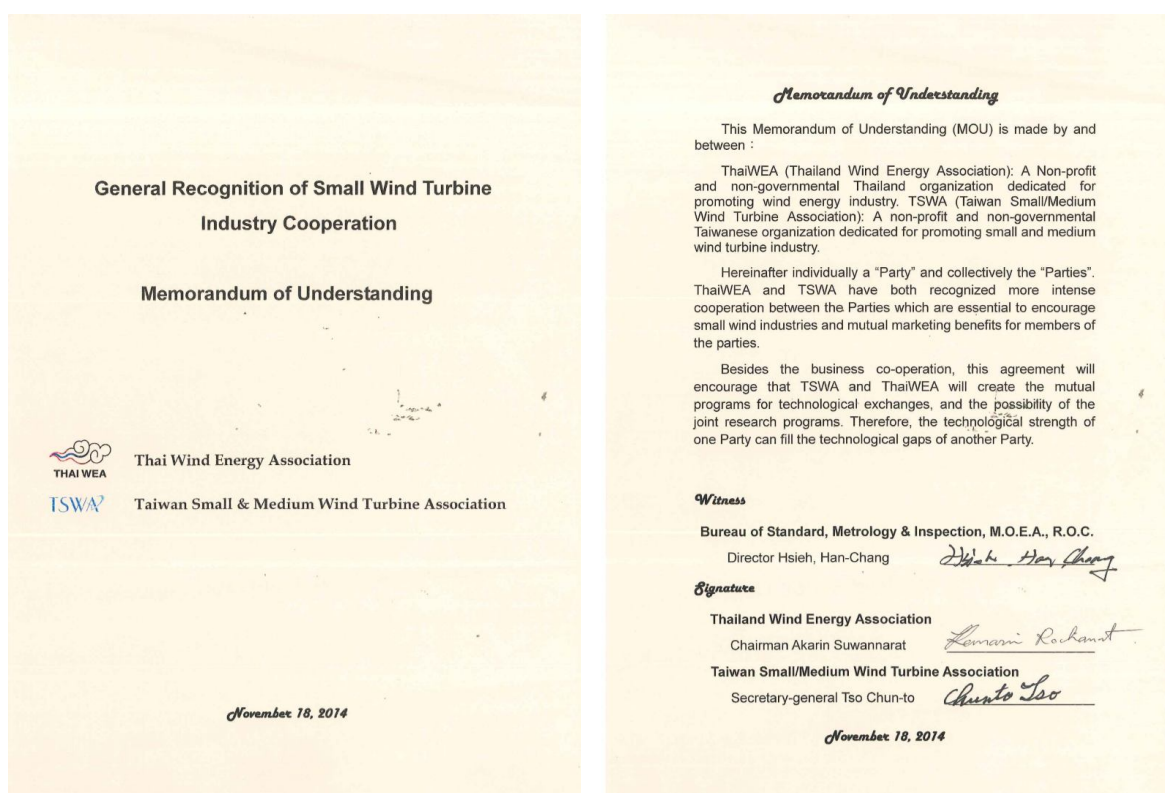 General Recognition of Small Wind Turbine
Industry Cooperation
Memorandum of Understanding
THAI WEA
Thai Wind Energy Association
TSWA
Taiwan Small & Medium Wind Turbine Association
November 18, 2014
Memorandum of Understanding
This Memorandum of Understanding (MOU) is made by and
between :
ThaiWEA (Thailand Wind Energy Association): A Non-profit
and non-governmental Thailand organization dedicated for
promoting wind energy industry. TSWA (Taiwan Small/Medium
Wind Turbine Association): A non-profit and non-governmental
Taiwanese organization dedicated for promoting small and medium
wind turbine industry.
Hereinafter individually a “Party” and collectively the “Parties”.
ThaiWEA and TSWA have both recognized more intense
cooperation between the Parties which are essential to encourage
small wind industries and mutual marketing benefits for members of
the parties.
Besides the business co-operation, this agreement will
encourage that TSWA and ThaiWEA will create the mutual
programs for technological exchanges, and the possibility of the
joint research programs. Therefore, the technological strength of
one Party can fill the technological gaps of another Party.
Witness
Bureau of Standard, Metrology & Inspection, M.O.E.A., R.O.C.
Director Hsieh, Han-Chang
Signature
Thailand Wind Energy Association
Chairman Akarin Suwannarat
Taiwan Small/Medium Wind Turbine Association
Secretary-general Tso Chun-to Chunto Tso
November 18, 2014